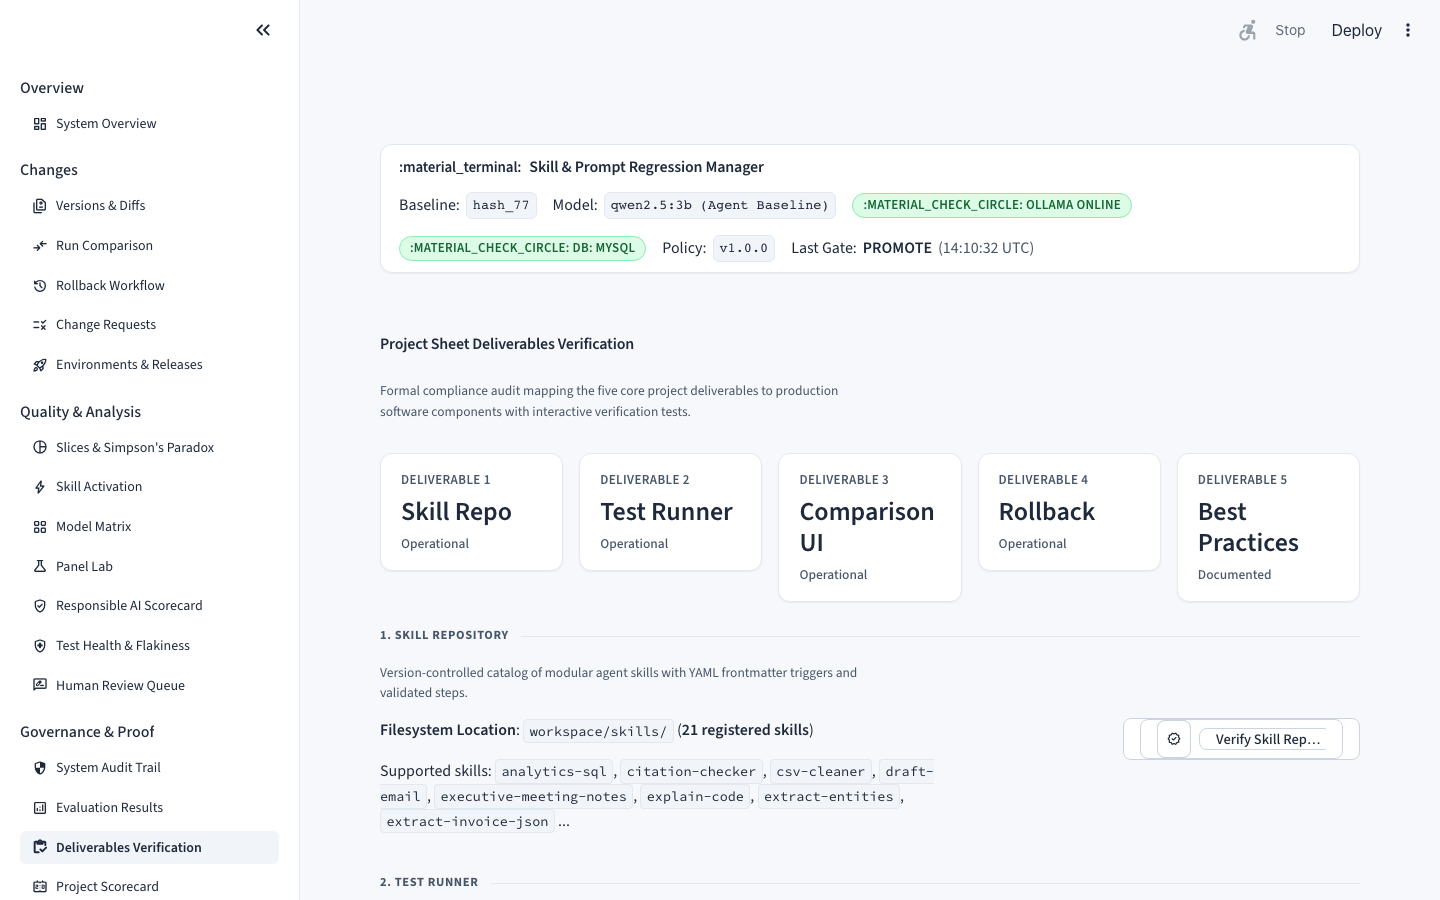 Stop
Deploy
Overview
System Overview
Changes
Versions & Diffs
Run Comparison
Rollback Workflow
Change Requests
Environments & Releases
Quality & Analysis
Slices & Simpson's Paradox
Skill Activation
Model Matrix
Panel Lab
Responsible AI Scorecard
Test Health & Flakiness
Human Review Queue
Governance & Proof
System Audit Trail
Evaluation Results
Deliverables Verification
Project Scorecard
:material_terminal: Skill & Prompt Regression Manager
Baseline: hash_77 Model: qwen2.5:3b (Agent Baseline) :MATERIAL_CHECK_CIRCLE: OLLAMA ONLINE
:MATERIAL_CHECK_CIRCLE: DB: MYSQL Policy: v1.0.0 Last Gate: PROMOTE (14:10:32 UTC)
Project Sheet Deliverables Verification
Formal compliance audit mapping the five core project deliverables to production
software components with interactive verification tests.
DELIVERABLE 1
Skill Repo
Operational
DELIVERABLE 2
Test Runner
Operational
DELIVERABLE 3
Comparison
UI
Operational
DELIVERABLE 4
Rollback
Operational
DELIVERABLE 5
Best
Practices
Documented
1. SKILL REPOSITORY
Version-controlled catalog of modular agent skills with YAML frontmatter triggers and
validated steps.
Filesystem Location: workspace/skills/ (21 registered skills)
Verify Skill Rep…
Supported skills: analytics-sql, citation-checker, csv-cleaner, draft-
email, executive-meeting-notes, explain-code, extract-entities,
extract-invoice-json ...
2. TEST RUNNER